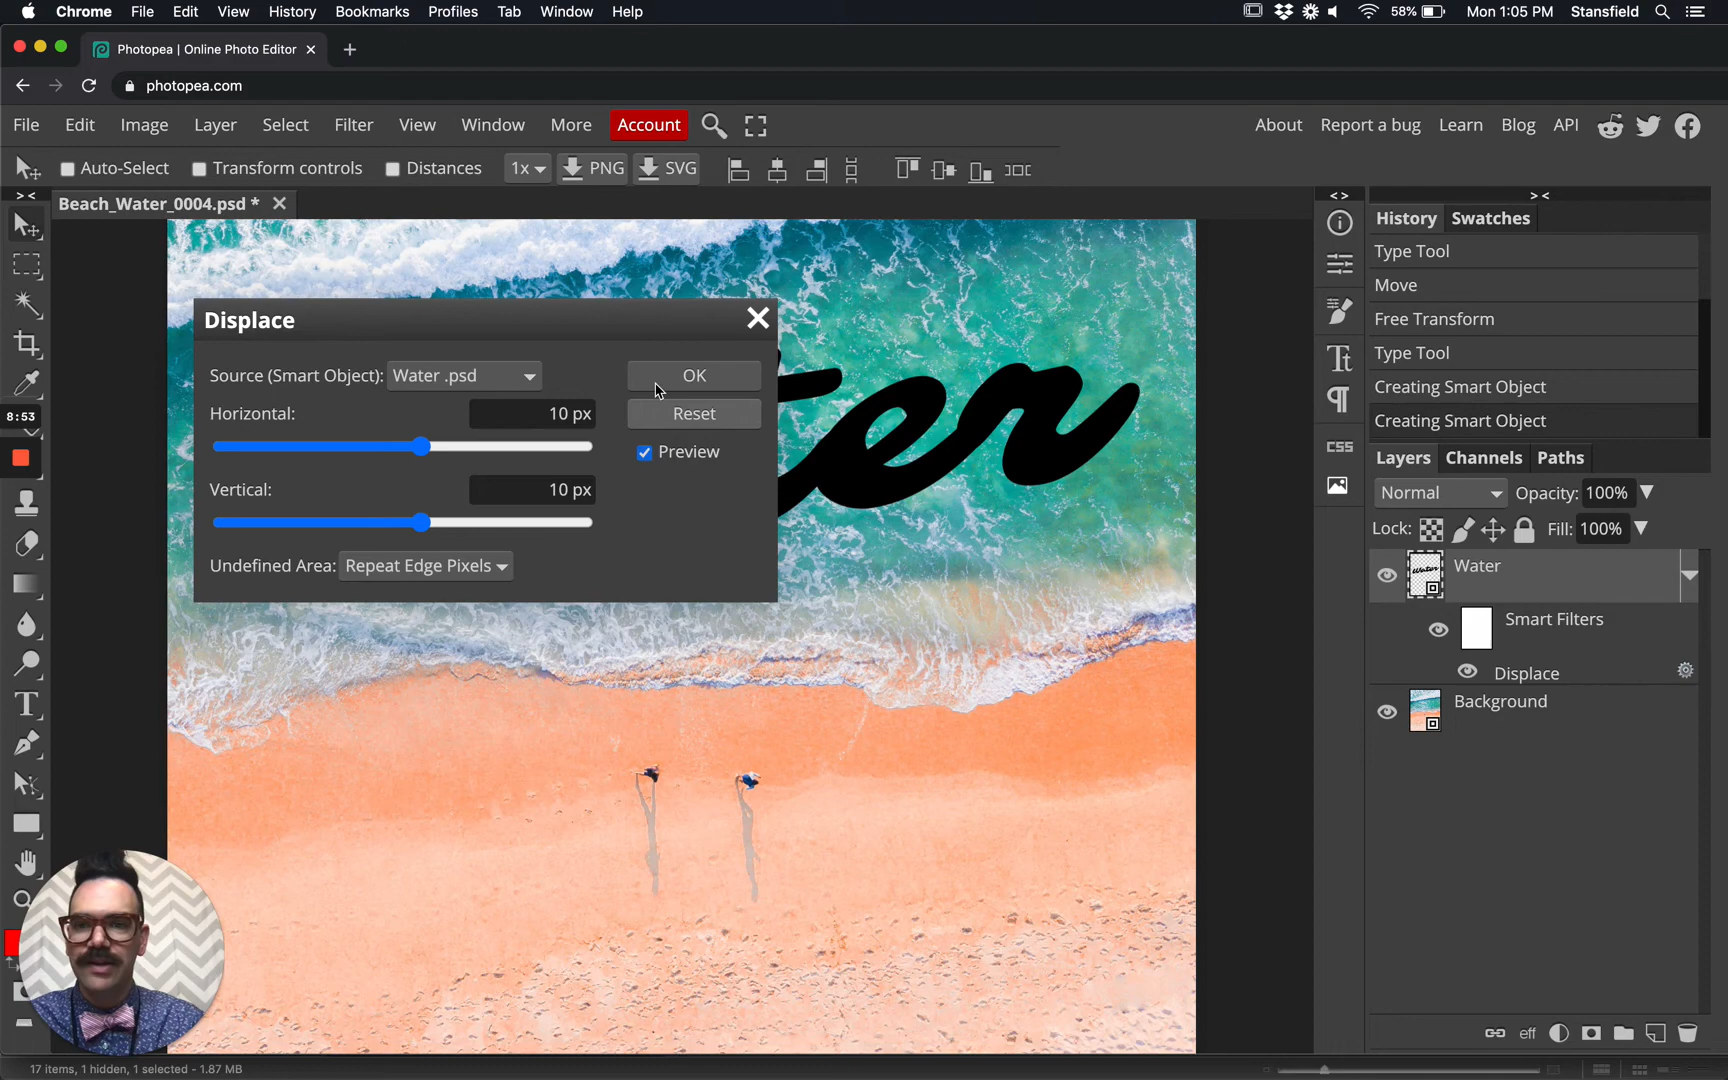 Chrome File Edit View History Bookmarks Profiles Tab Window Help 58% Mon 1:05 PM Stansfield
Photopea | Online Photo Editor
photopea.com
File Edit Image Layer Select Filter View Window More Account About Report a bug Learn Blog API
Auto-Select Transform controls Distances 1x PNG SVG
Beach_Water_0004.psd *
History Swatches
Type Tool
Move
Free Transform
Type Tool
Creating Smart Object
Creating Smart Object
Displace
Source (Smart Object): Water .psd OK
Horizontal: 10 px Reset
Preview
Vertical: 10 px
Undefined Area: Repeat Edge Pixels
ter
8:53
CSS
Layers Channels Paths
Normal Opacity: 100%
Lock: Fill: 100%
Water
Water
Smart Filters
Displace
Background
eff
17 items, 1 hidden, 1 selected - 1.87 MB